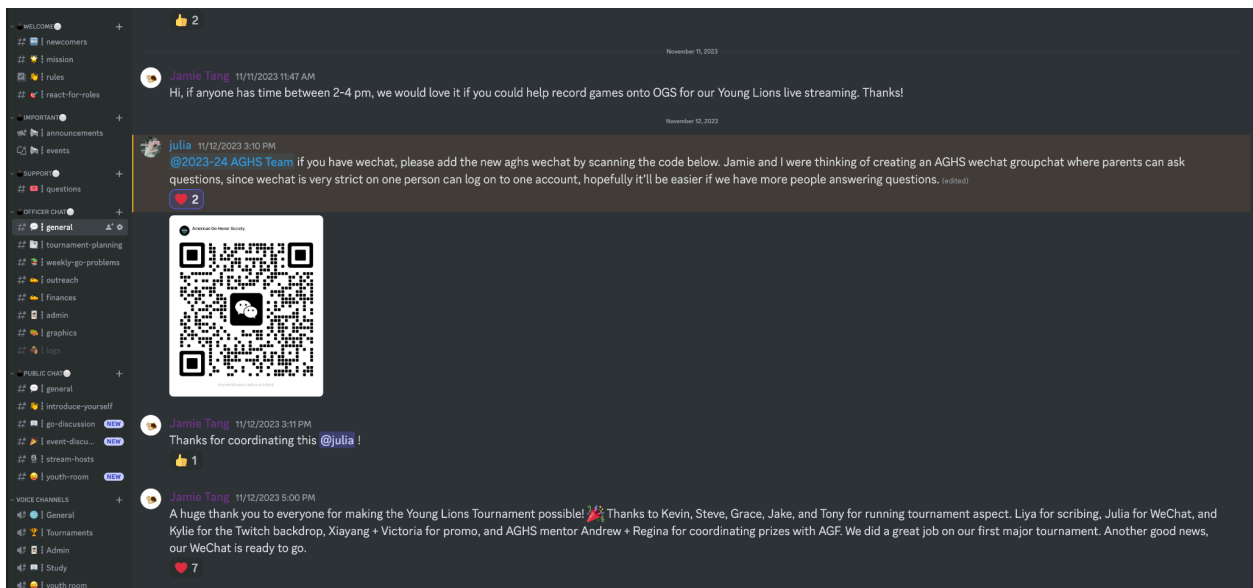 WELCOME
newcomers
mission
rules
react-for-roles
IMPORTANT
announcements
events
SUPPORT
questions
OFFICER CHAT
general
tournament-planning
weekly-go-problems
outreach
finances
admin
graphics
logs
PUBLIC CHAT
general
introduce-yourself
go-discussion NEW
event-discu... NEW
stream-hosts
youth-room NEW
VOICE CHANNELS
General
Tournaments
Admin
Study
youth room
2
November 11, 2023
Jamie Tang 11/11/2023 11:47 AM
Hi, if anyone has time between 2-4 pm, we would love it if you could help record games onto OGS for our Young Lions live streaming. Thanks!
November 12, 2023
julia 11/12/2023 3:10 PM
@2023-24 AGHS Team if you have wechat, please add the new aghs wechat by scanning the code below. Jamie and I were thinking of creating an AGHS wechat groupchat where parents can ask
questions, since wechat is very strict on one person can log on to one account, hopefully it'll be easier if we have more people answering questions. (edited)
2
American Go Honor Society
Jamie Tang 11/12/2023 3:11 PM
Thanks for coordinating this @julia !
1
Jamie Tang 11/12/2023 5:00 PM
A huge thank you to everyone for making the Young Lions Tournament possible! Thanks to Kevin, Steve, Grace, Jake, and Tony for running tournament aspect. Liya for scribing, Julia for WeChat, and
Kylie for the Twitch backdrop, Xiayang + Victoria for promo, and AGHS mentor Andrew + Regina for coordinating prizes with AGF. We did a great job on our first major tournament. Another good news,
our WeChat is ready to go.
7